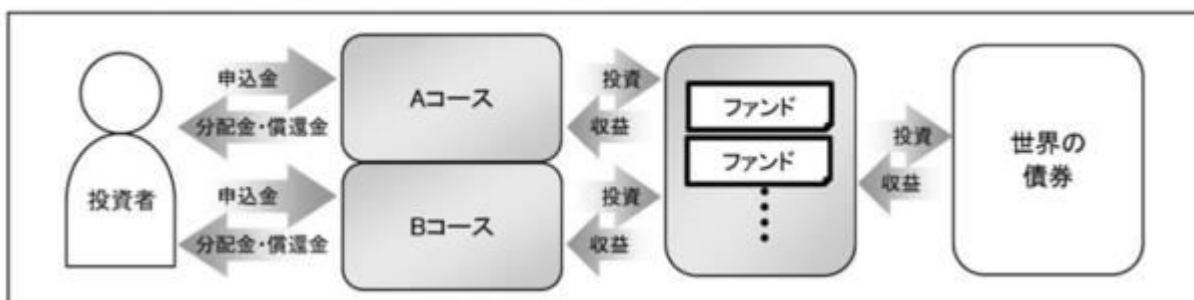 投資者
申込金
分配金・償還金
申込金
分配金・償還金
Aコース
Bコース
投資
収益
投資
収益
ファンド
ファンド
投資
収益
世界の
債券